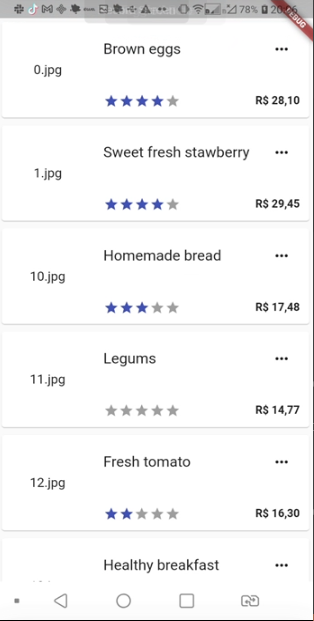 78% 20:06
DEBUG
Brown eggs
0.jpg
R$ 28,10
Sweet fresh stawberry
1.jpg
R$ 29,45
Homemade bread
10.jpg
R$ 17,48
Legums
11.jpg
R$ 14,77
Fresh tomato
12.jpg
R$ 16,30
Healthy breakfast